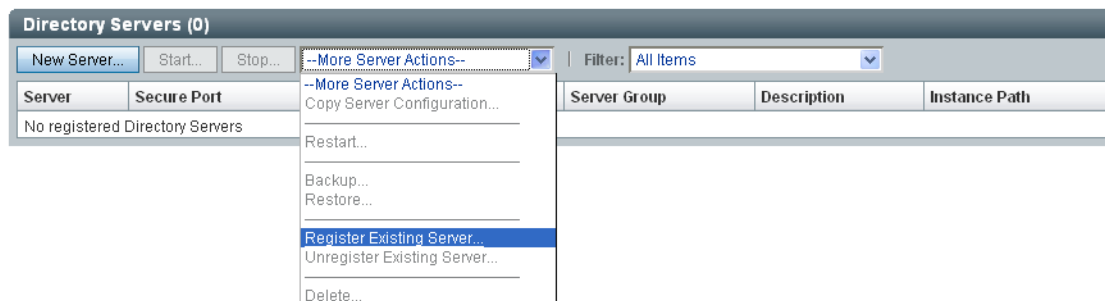 Directory Servers (0)
New Server... Start... Stop... --More Server Actions-- Filter: All Items
--More Server Actions--
Server Secure Port Server Group Description Instance Path
Copy Server Configuration...
No registered Directory Servers
Restart...
Backup...
Restore...
Register Existing Server...
Unregister Existing Server...
Delete...